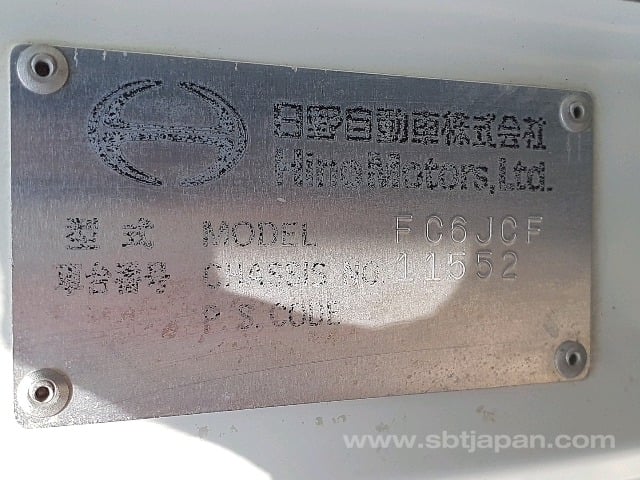 日野自動車株式会社
Hino Motors, Ltd.
型式 MODEL FC6JCF
車台番号 CHASSIS NO. 11552
P.S.CODE
www.sbtjapan.com